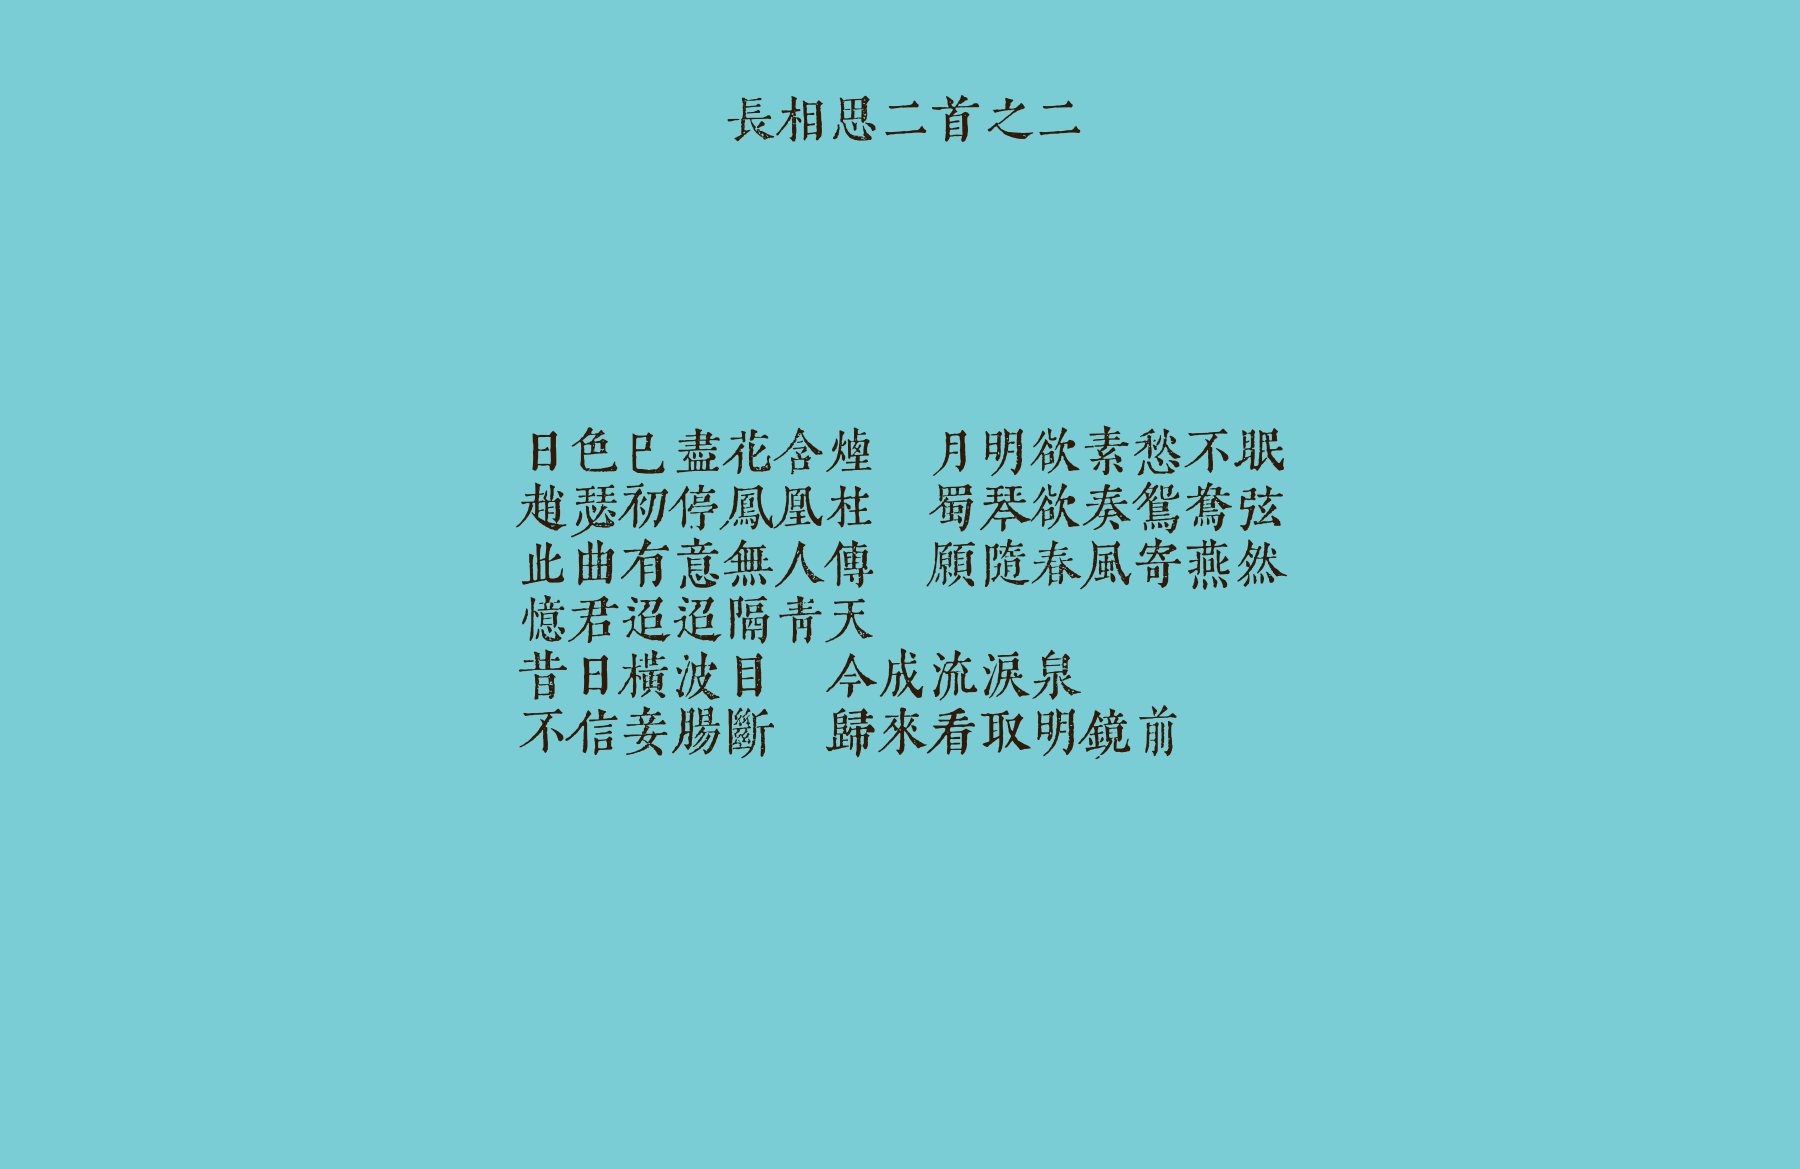 長相思二首之二
日色已盡花含煙　月明欲素愁不眠
趙瑟初停鳳凰柱　蜀琴欲奏鴛鴦弦
此曲有意無人傳　願隨春風寄燕然
憶君迢迢隔青天
昔日橫波目　今成流淚泉
不信妾腸斷　歸來看取明鏡前